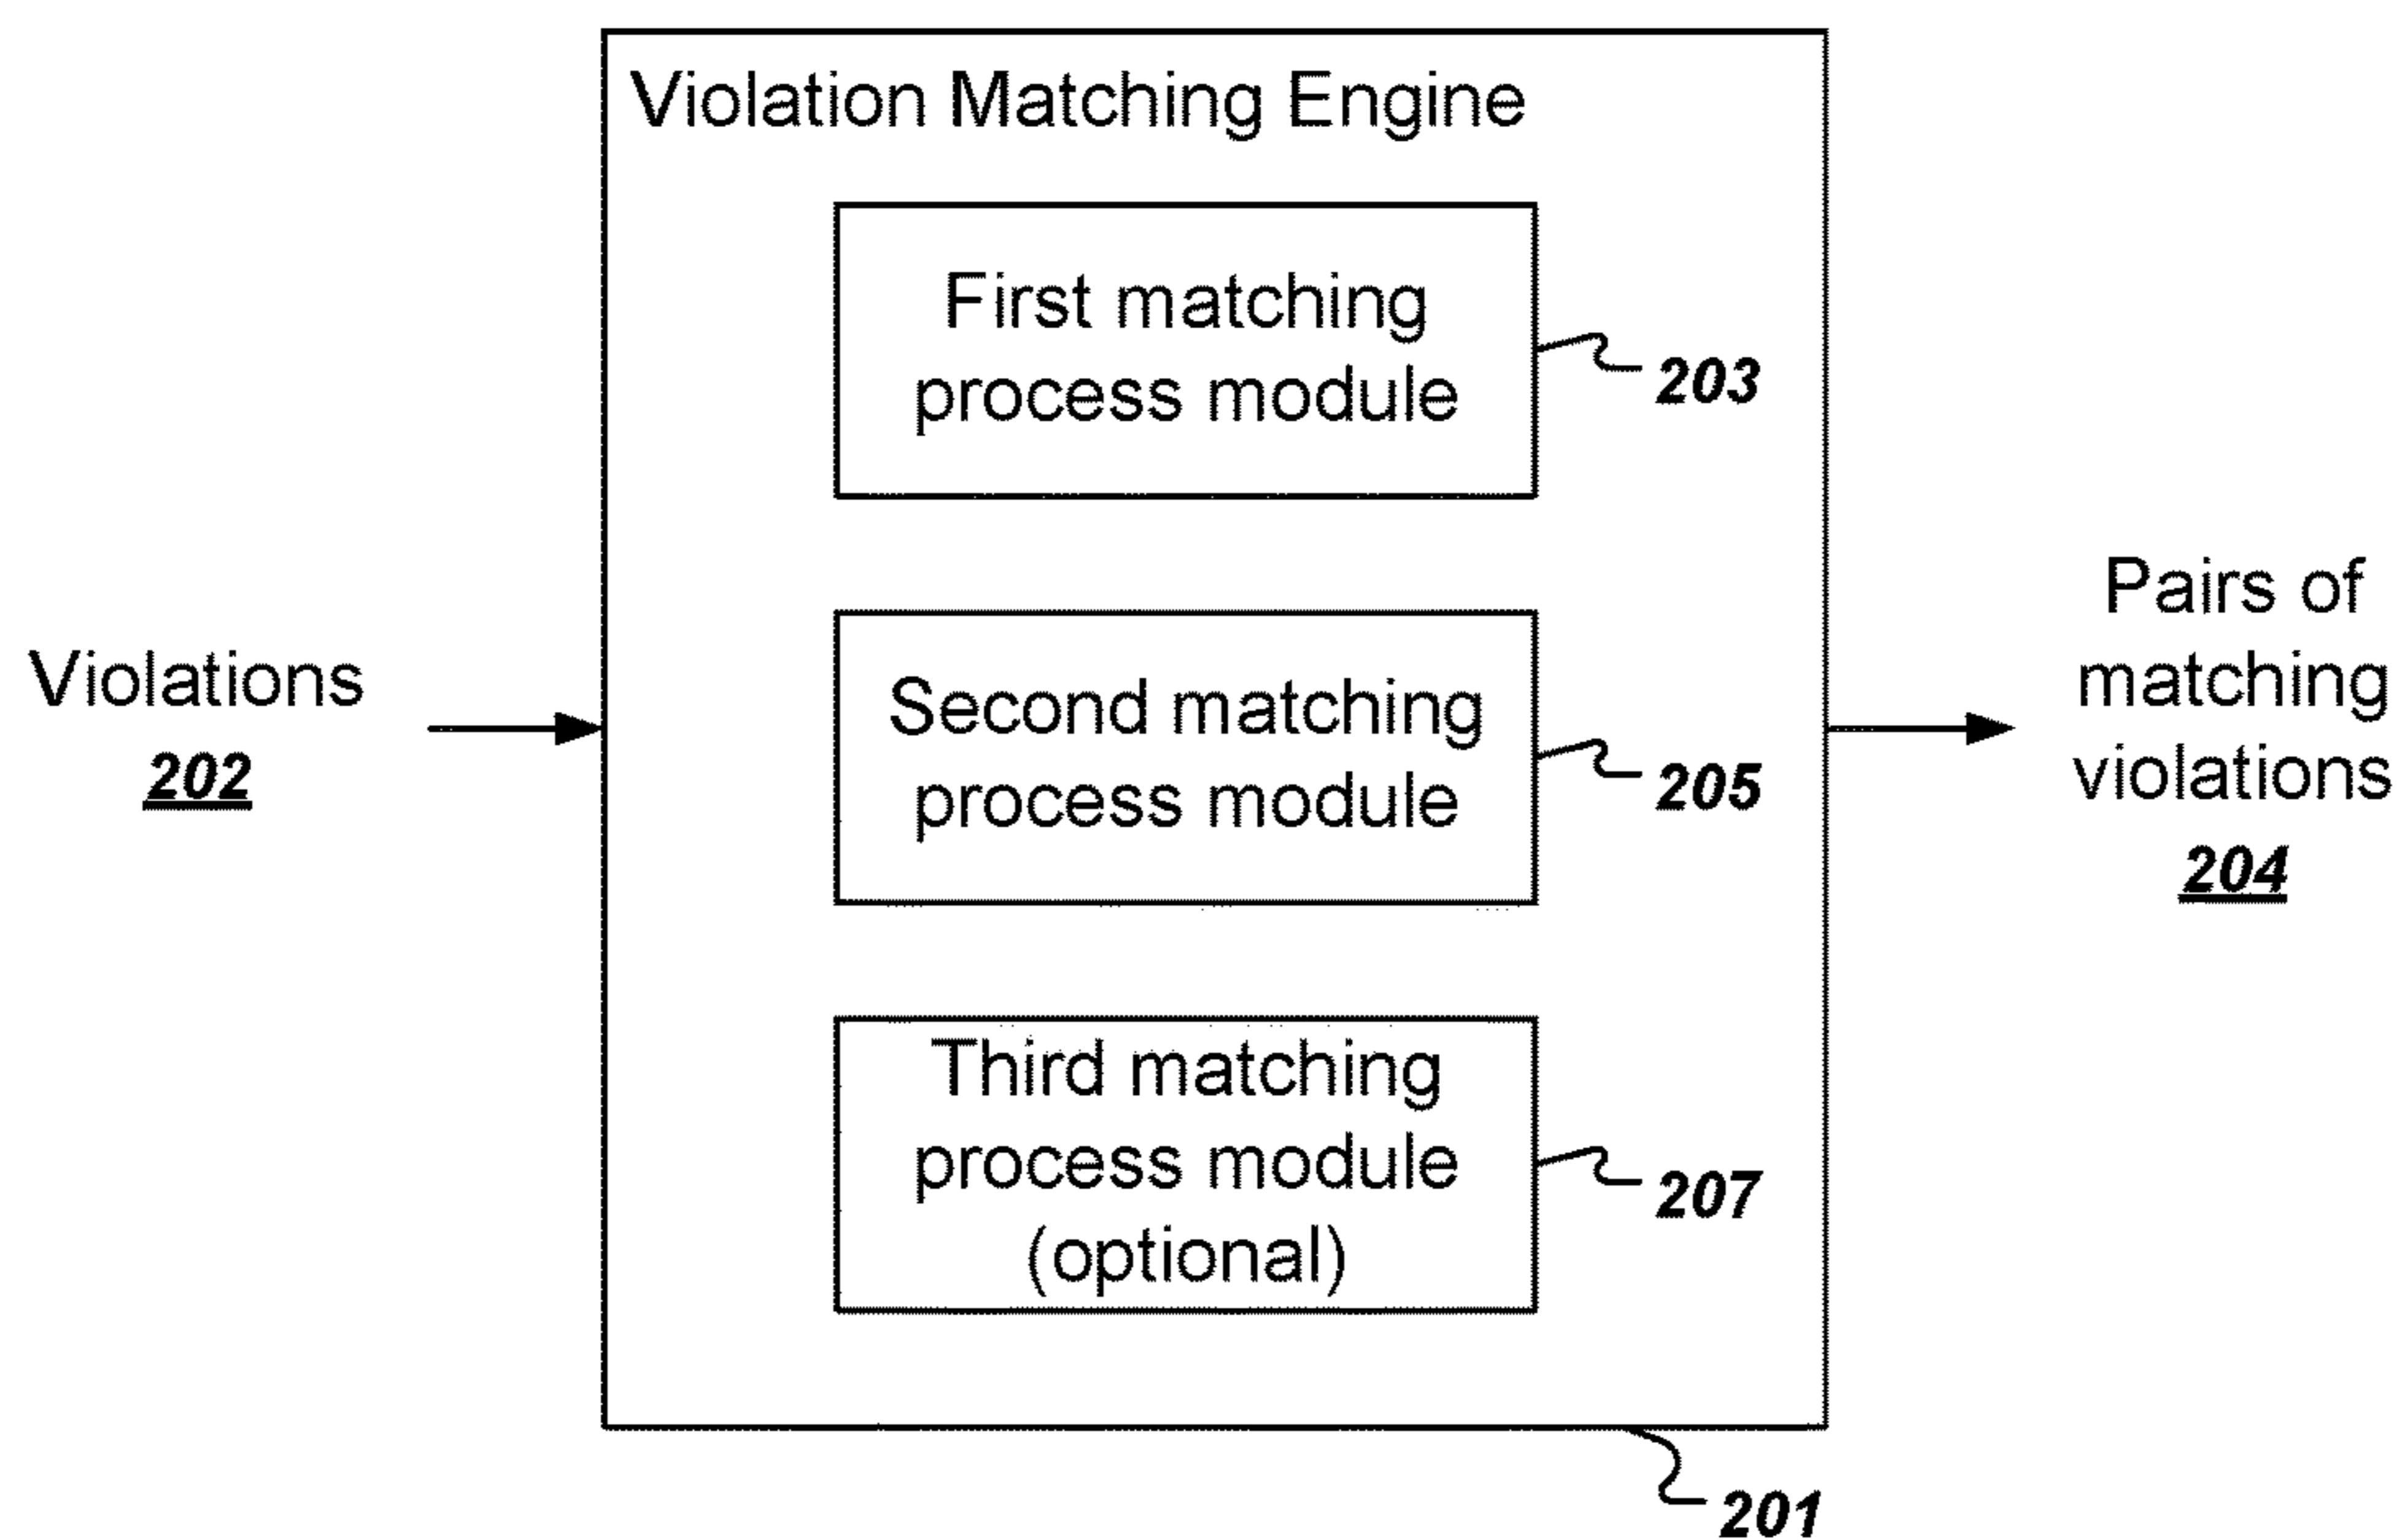 Violation Matching Engine
First matching
process module
203
Violations
202
Second matching
process module
205
Third matching
process module
(optional)
207
Pairs of
matching
violations
204
201